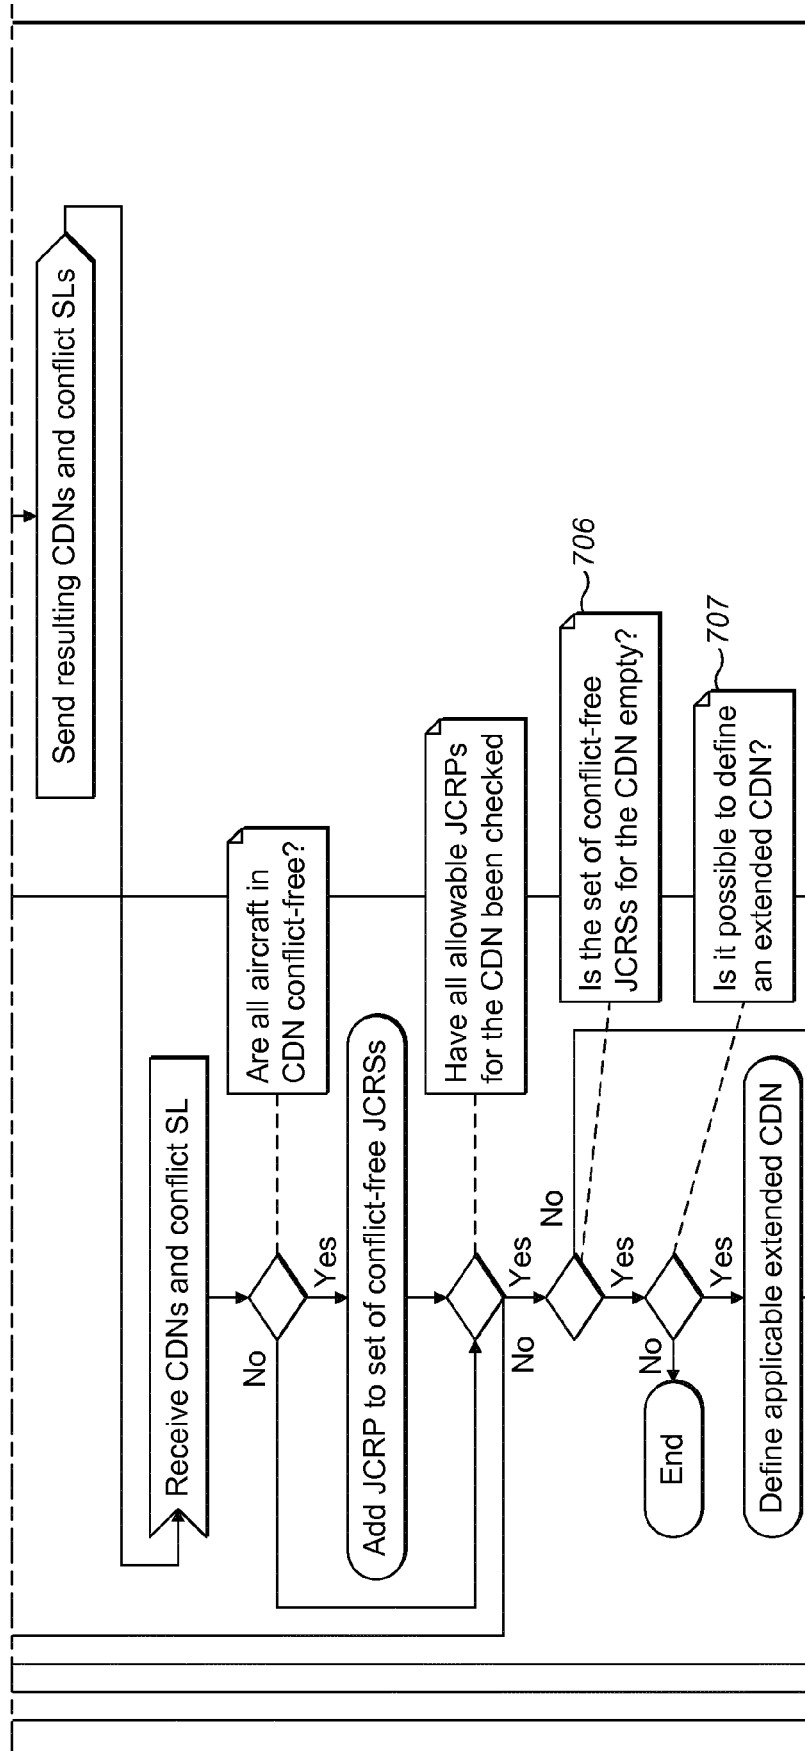 Send resulting CDNs and conflict SLs
Receive CDNs and conflict SL
Are all aircraft in
CDN conflict-free?
No
Yes
Add JCRP to set of conflict-free JCRSs
Have all allowable JCRPs
for the CDN been checked
No
Yes
Is the set of conflict-free
JCRSs for the CDN empty?
706
No
Yes
Is it possible to define
an extended CDN?
707
No
Yes
End
Define applicable extended CDN